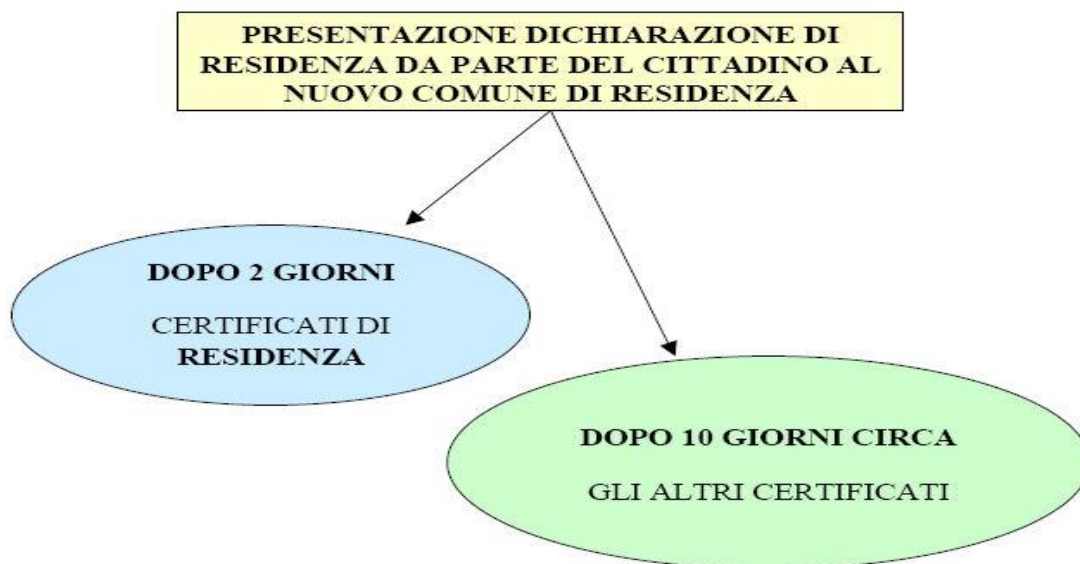 PRESENTAZIONE DICHIARAZIONE DI
RESIDENZA DA PARTE DEL CITTADINO AL
NUOVO COMUNE DI RESIDENZA
DOPO 2 GIORNI
CERTIFICATI DI
RESIDENZA
DOPO 10 GIORNI CIRCA
GLI ALTRI CERTIFICATI